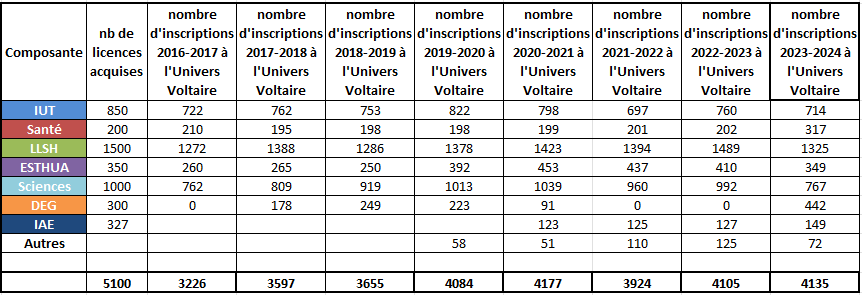 Composante | nb de licences acquises | nombre d'inscriptions 2016-2017 à l'Univers Voltaire | nombre d'inscriptions 2017-2018 à l'Univers Voltaire | nombre d'inscriptions 2018-2019 à l'Univers Voltaire | nombre d'inscriptions 2019-2020 à l'Univers Voltaire | nombre d'inscriptions 2020-2021 à l'Univers Voltaire | nombre d'inscriptions 2021-2022 à l'Univers Voltaire | nombre d'inscriptions 2022-2023 à l'Univers Voltaire | nombre d'inscriptions 2023-2024 à l'Univers Voltaire
IUT | 850 | 722 | 762 | 753 | 822 | 798 | 697 | 760 | 714
Santé | 200 | 210 | 195 | 198 | 198 | 199 | 201 | 202 | 317
LLSH | 1500 | 1272 | 1388 | 1286 | 1378 | 1423 | 1394 | 1489 | 1325
ESTHUA | 350 | 260 | 265 | 250 | 392 | 453 | 437 | 410 | 349
Sciences | 1000 | 762 | 809 | 919 | 1013 | 1039 | 960 | 992 | 767
DEG | 300 | 0 | 178 | 249 | 223 | 91 | 0 | 0 | 442
IAE | 327 | | | | | 123 | 125 | 127 | 149
Autres | | | | | 58 | 51 | 110 | 125 | 72
| 5100 | 3226 | 3597 | 3655 | 4084 | 4177 | 3924 | 4105 | 4135